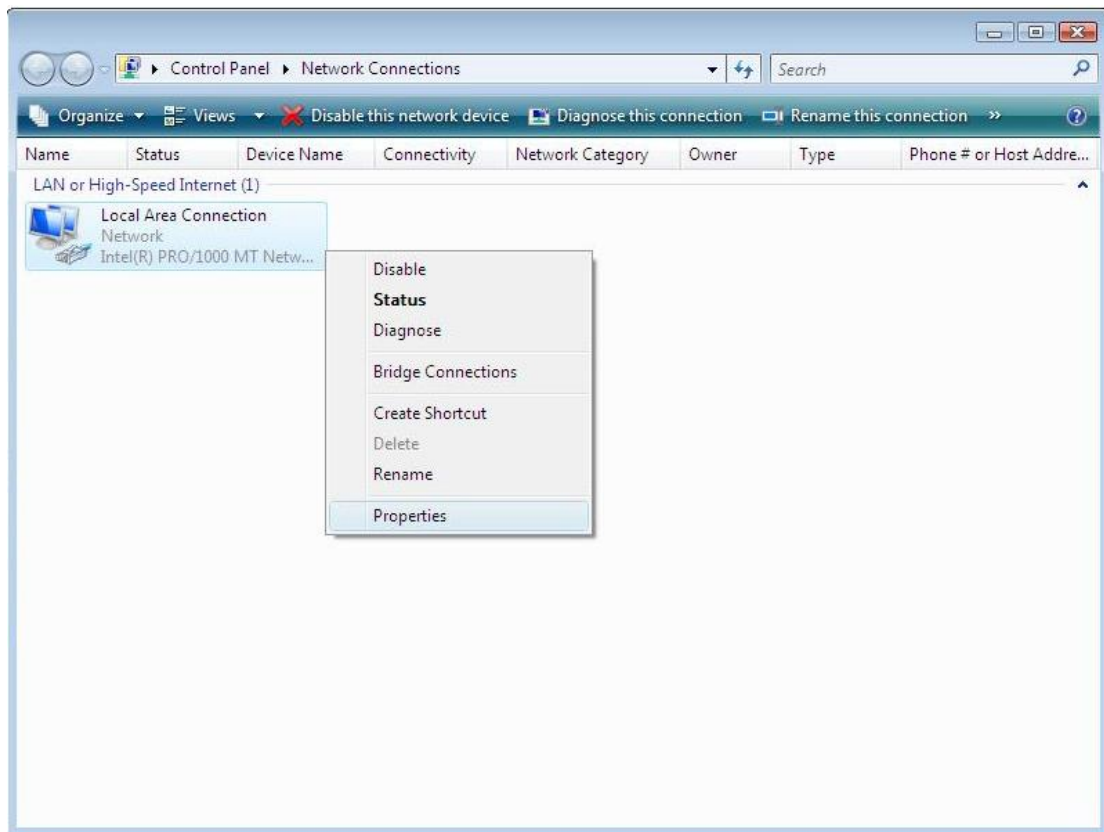 Control Panel Network Connections
Search
Organize Views Disable this network device Diagnose this connection Rename this connection »
Name Status Device Name Connectivity Network Category Owner Type Phone # or Host Addre...
LAN or High-Speed Internet (1)
Local Area Connection
Network
Intel(R) PRO/1000 MT Netw...
Disable
Status
Diagnose
Bridge Connections
Create Shortcut
Delete
Rename
Properties